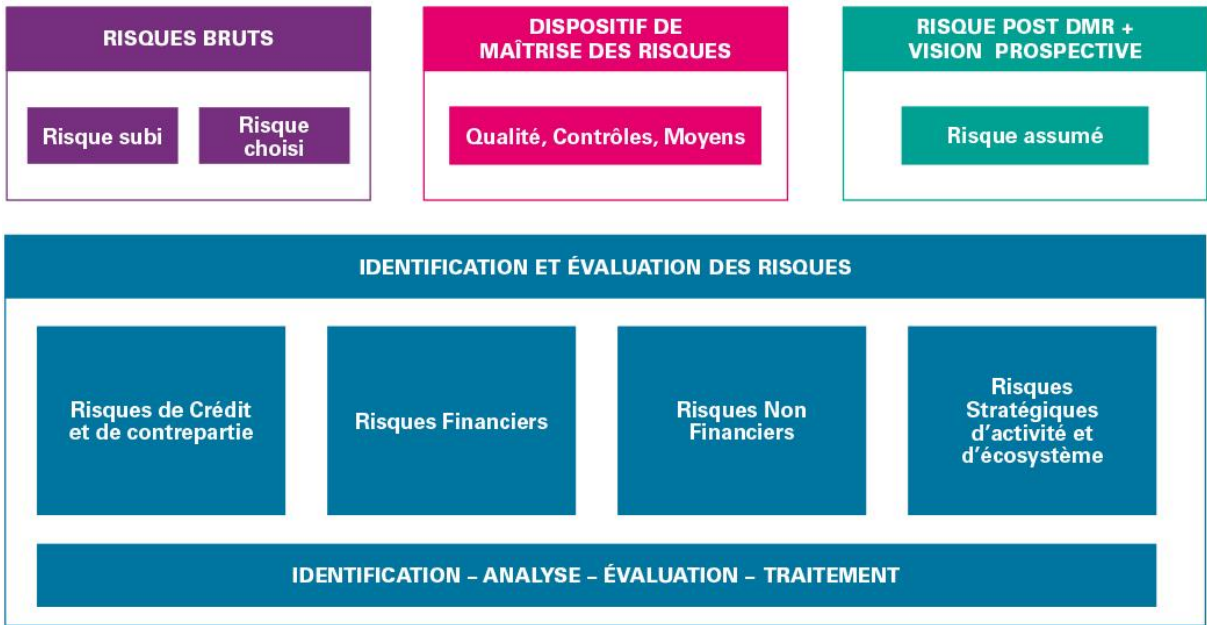 RISQUES BRUTS
DISPOSITIF DE
MAÎTRISE DES RISQUES
RISQUE POST DMR +
VISION PROSPECTIVE
Risque subi
Risque
choisi
Qualité, Contrôles, Moyens
Risque assumé
IDENTIFICATION ET ÉVALUATION DES RISQUES
Risques de Crédit
et de contrepartie
Risques Financiers
Risques Non
Financiers
Risques
Stratégiques
d'activité et
d'écosystème
IDENTIFICATION – ANALYSE – ÉVALUATION – TRAITEMENT